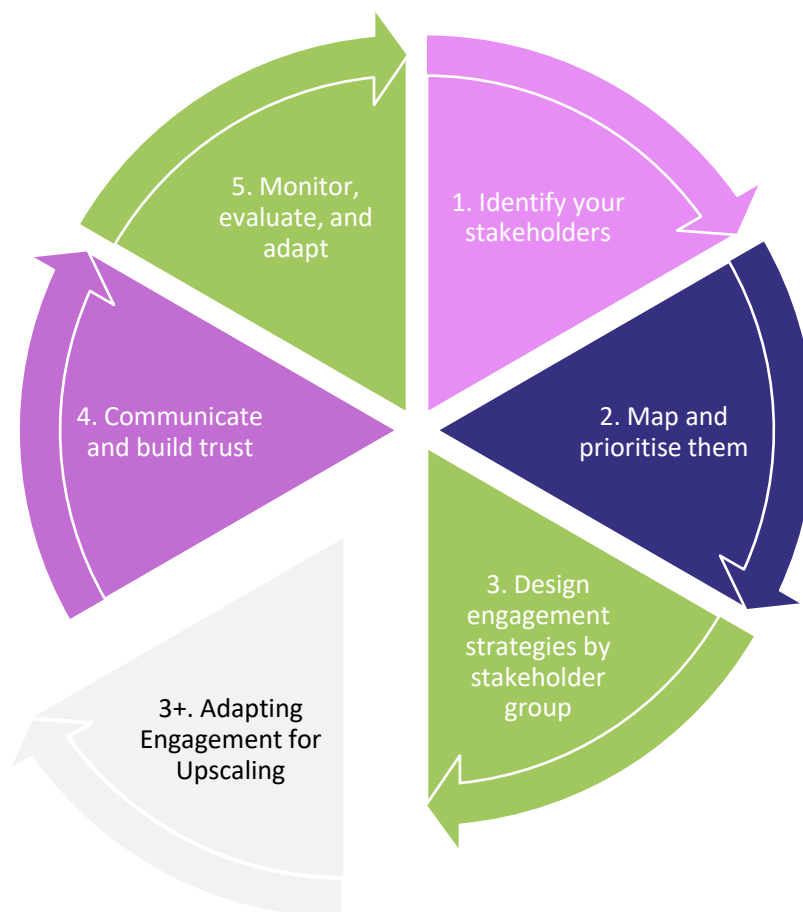 1. Identify your
stakeholders
2. Map and
prioritise them
3. Design
engagement
strategies by
stakeholder
group
3+. Adapting
Engagement for
Upscaling
4. Communicate
and build trust
5. Monitor,
evaluate, and
adapt